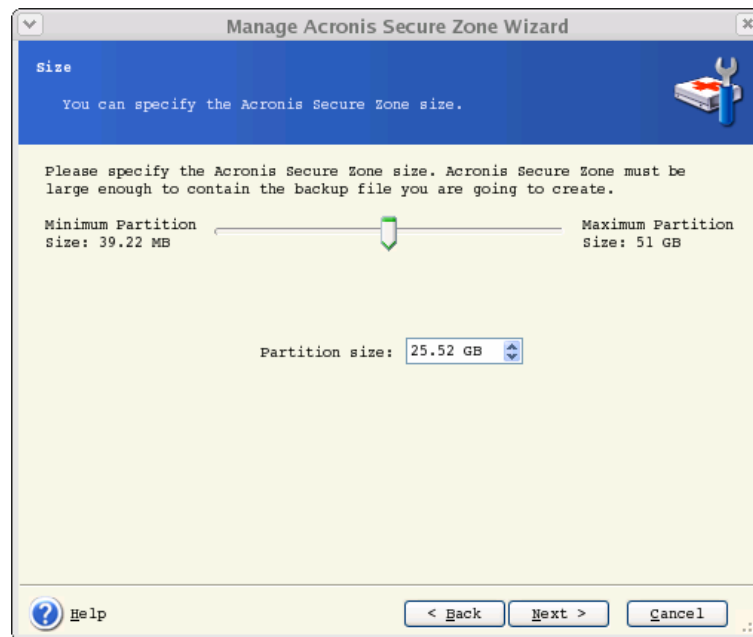 Manage Acronis Secure Zone Wizard
Size
You can specify the Acronis Secure Zone size.
Please specify the Acronis Secure Zone size. Acronis Secure Zone must be
large enough to contain the backup file you are going to create.
Minimum Partition
Size: 39.22 MB
Maximum Partition
Size: 51 GB
Partition size: 25.52 GB
Help
< Back
Next >
Cancel